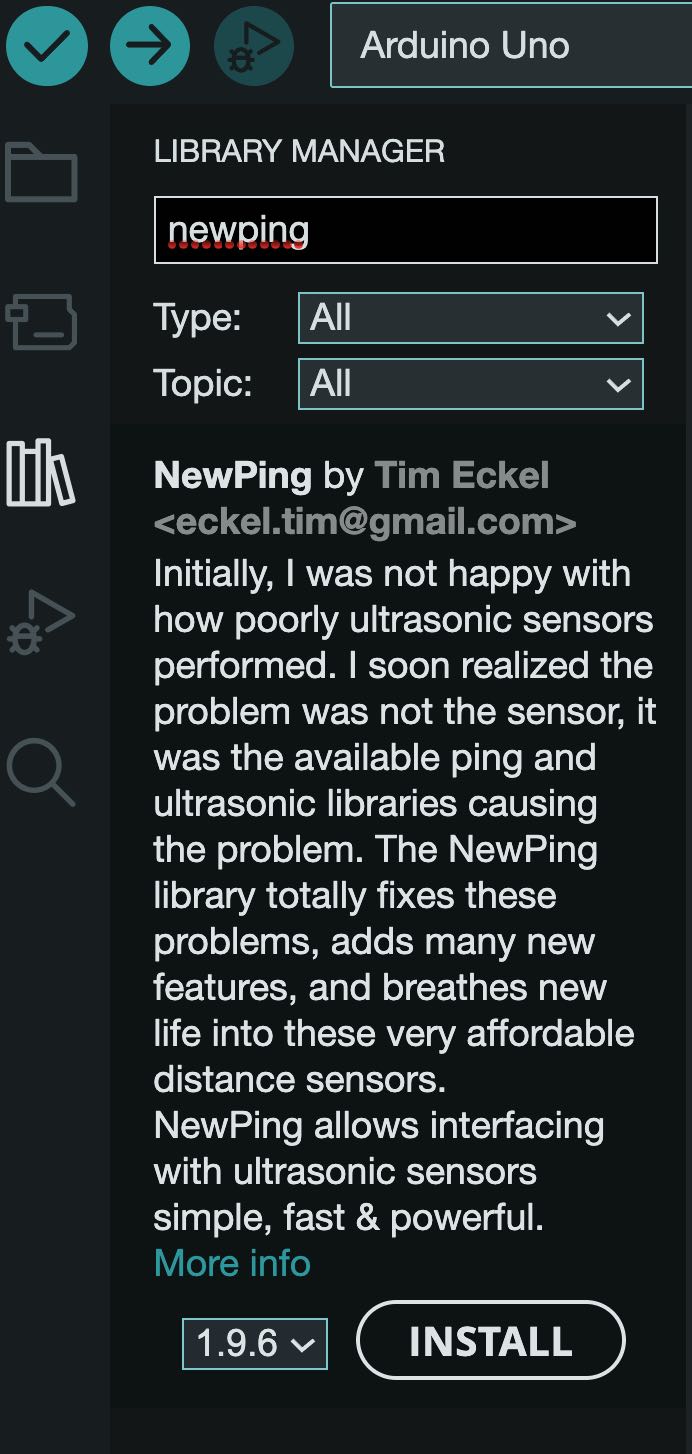 Arduino Uno
LIBRARY MANAGER
newping
Type: All
Topic: All
NewPing by Tim Eckel
<eckel.tim@gmail.com>
Initially, I was not happy with
how poorly ultrasonic sensors
performed. I soon realized the
problem was not the sensor, it
was the available ping and
ultrasonic libraries causing
the problem. The NewPing
library totally fixes these
problems, adds many new
features, and breathes new
life into these very affordable
distance sensors.
NewPing allows interfacing
with ultrasonic sensors
simple, fast & powerful.
More info
1.9.6 INSTALL